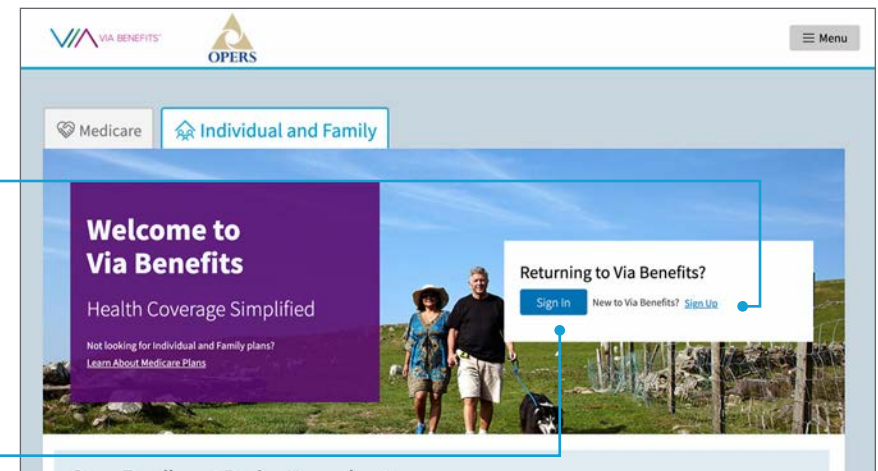 VIA BENEFITS
OPERS
Menu
Medicare
Individual and Family
Welcome to
Via Benefits
Health Coverage Simplified
Not looking for Individual and Family plans?
Learn About Medicare Plans
Returning to Via Benefits?
Sign In New to Via Benefits? Sign Up